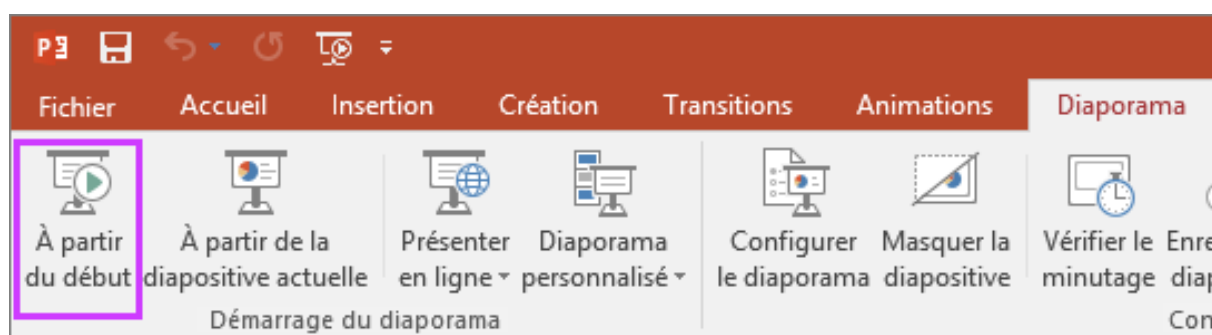 Fichier Accueil Insertion Création Transitions Animations Diaporama
À partir du début
À partir de la diapositive actuelle
Présenter en ligne
Diaporama personnalisé
Configurer le diaporama
Masquer la diapositive
Vérifier le minutage
Démarrage du diaporama